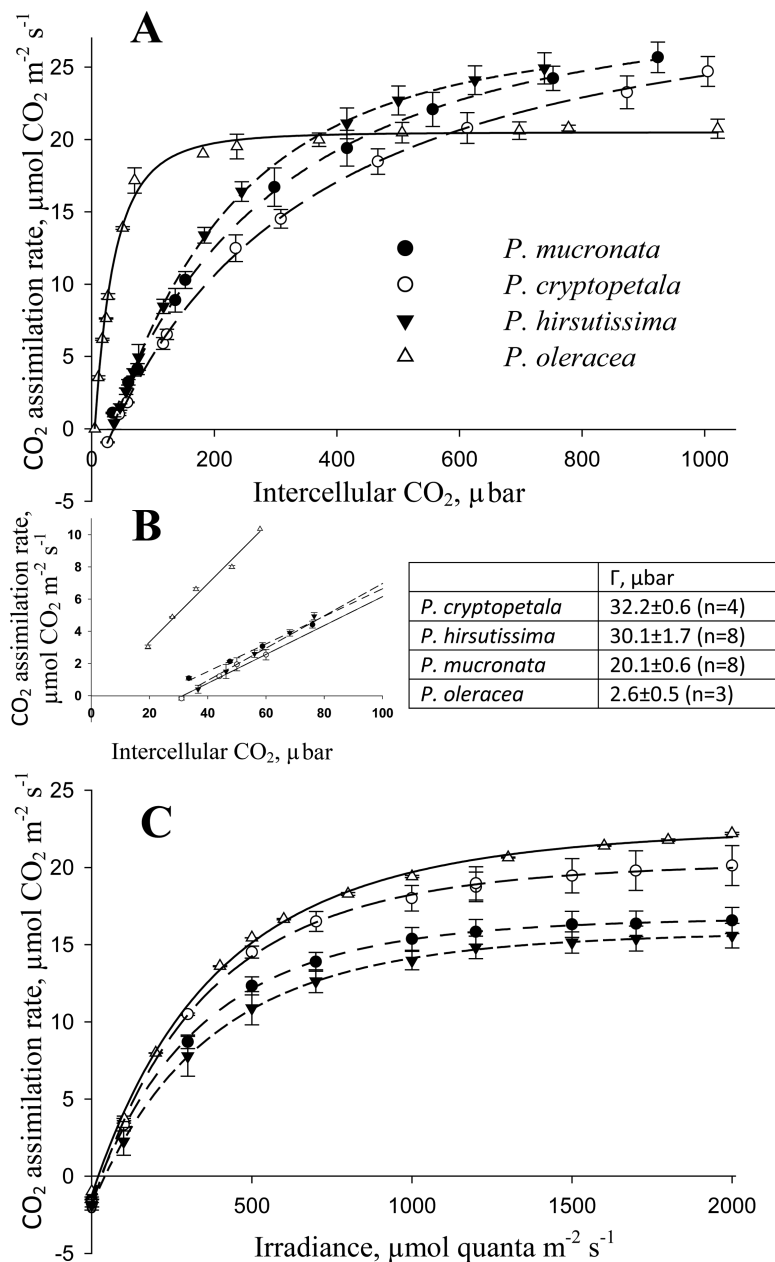 A
CO₂ assimilation rate, µmol CO₂ m⁻² s⁻¹
25
20
15
10
5
0
-5
0 200 400 600 800 1000
Intercellular CO₂, µbar
P. mucronata
P. cryptopetala
P. hirsutissima
P. oleracea
B
CO₂ assimilation rate,
µmol CO₂ m⁻² s⁻¹
10
8
6
4
2
0
0 20 40 60 80 100
Intercellular CO₂, µbar
Γ, µbar
P. cryptopetala 32.2±0.6 (n=4)
P. hirsutissima 30.1±1.7 (n=8)
P. mucronata 20.1±0.6 (n=8)
P. oleracea 2.6±0.5 (n=3)
C
CO₂ assimilation rate, µmol CO₂ m⁻² s⁻¹
25
20
15
10
5
0
-5
500 1000 1500 2000
Irradiance, µmol quanta m⁻² s⁻¹